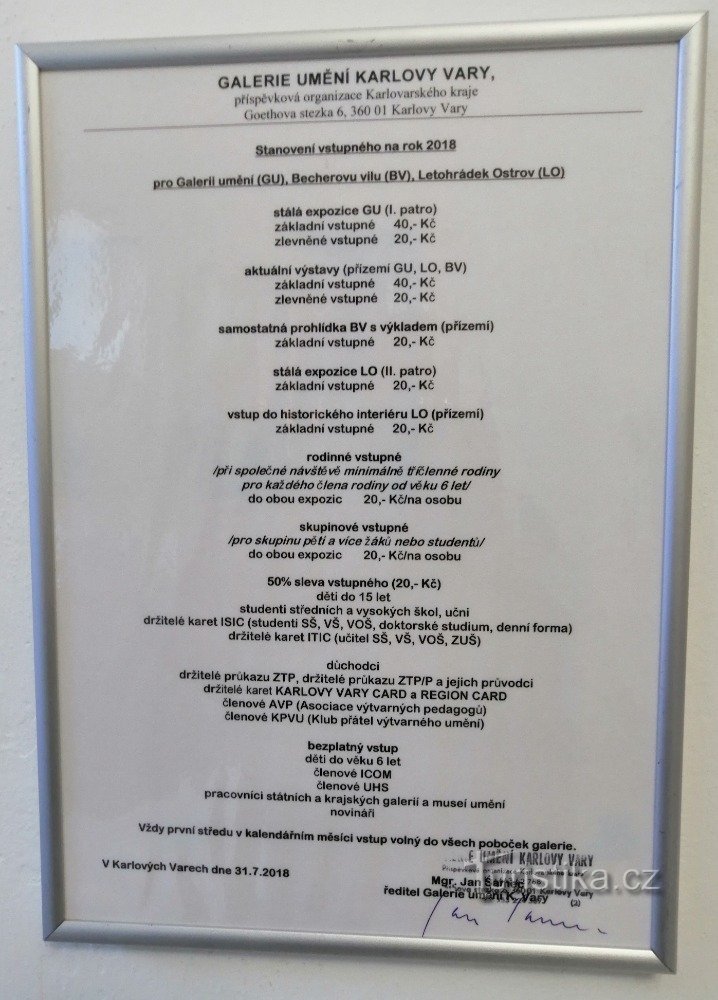 GALERIE UMĚNÍ KARLOVY VARY,
příspěvková organizace Karlovarského kraje
Goethova stezka 6, 360 01 Karlovy Vary
Stanovení vstupného na rok 2018
pro Galerii umění (GU), Becherovu vilu (BV), Letohrádek Ostrov (LO)
stálá expozice GU (I. patro)
základní vstupné 40,- Kč
zlevněné vstupné 20,- Kč
aktuální výstavy (přízemí GU, LO, BV)
základní vstupné 40,- Kč
zlevněné vstupné 20,- Kč
samostatná prohlídka BV s výkladem (přízemí)
základní vstupné 20,- Kč
stálá expozice LO (II. patro)
základní vstupné 20,- Kč
vstup do historického interiéru LO (přízemí)
základní vstupné 20,- Kč
rodinné vstupné
/při společné návštěvě minimálně tříčlenné rodiny
pro každého člena rodiny od věku 6 let/
do obou expozic 20,- Kč/na osobu
skupinové vstupné
/pro skupinu pěti a více žáků nebo studentů/
do obou expozic 20,- Kč/na osobu
50% sleva vstupného (20,- Kč)
děti do 15 let
studenti středních a vysokých škol, učni
držitelé karet ISIC (studenti SŠ, VŠ, VOŠ, doktorské studium, denní forma)
držitelé karet ITIC (učitel SŠ, VŠ, VOŠ, ZUŠ)
důchodci
držitelé průkazu ZTP, držitelé průkazu ZTP/P a jejich průvodci
držitelé karet KARLOVY VARY CARD a REGION CARD
členové AVP (Asociace výtvarných pedagogů)
členové KPVU (Klub přátel výtvarného umění)
bezplatný vstup
děti do věku 6 let
členové ICOM
členové UHS
pracovníci státních a krajských galerií a museí umění
novináři
Vždy první středu v kalendářním měsíci vstup volný do všech poboček galerie.
V Karlových Varech dne 31.7.2018
UMĚNÍ KARLOVY VARY
Mgr. Jan
ředitel Galerie umění K. Vary
turistika.cz